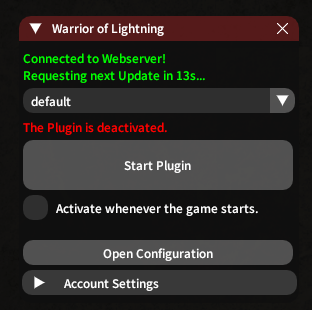 Warrior of Lightning
Connected to Webserver!
Requesting next Update in 13s...
default
The Plugin is deactivated.
Start Plugin
Activate whenever the game starts.
Open Configuration
Account Settings